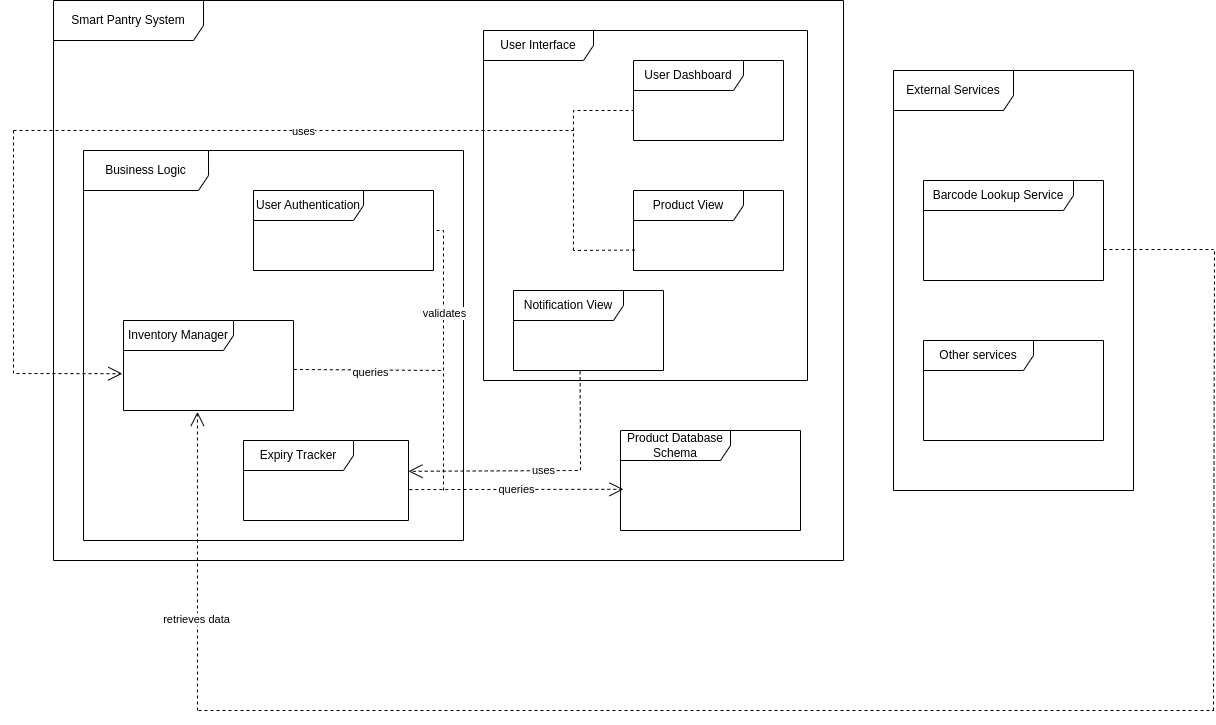 Smart Pantry System
User Interface
User Dashboard
External Services
uses
Business Logic
User Authentication
Product View
Barcode Lookup Service
Notification View
validates
Inventory Manager
Other services
queries
Product Database
Schema
Expiry Tracker
uses
queries
retrieves data